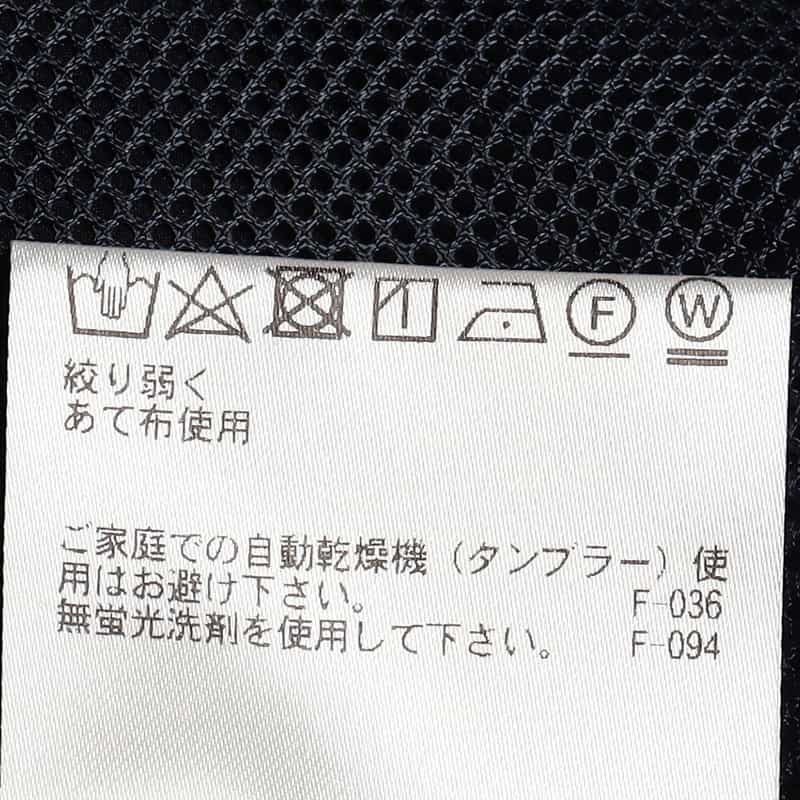 F W
絞り弱く
あて布使用
ご家庭での自動乾燥機（タンブラー）使
用はお避け下さい。 F-036
無蛍光洗剤を使用して下さい。 F-094